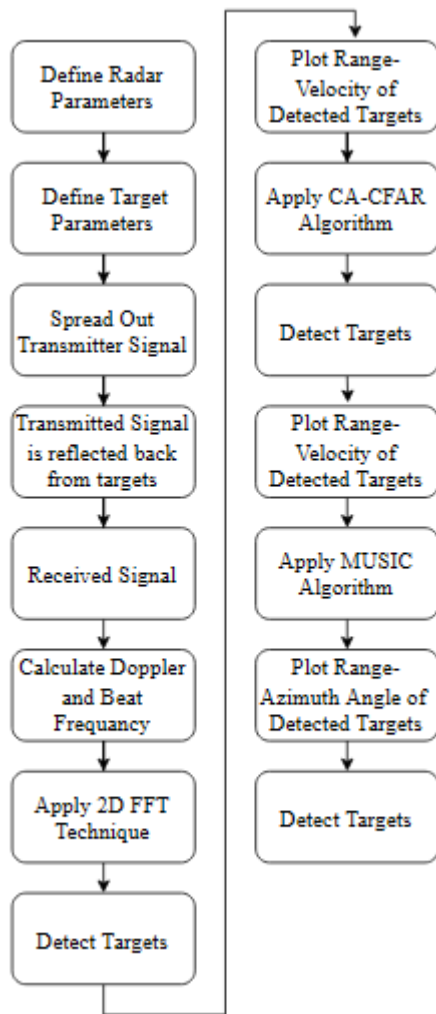 Define Radar
Parameters
Define Target
Parameters
Spread Out
Transmitter Signal
Transmitted Signal
is reflected back
from targets
Received Signal
Calculate Doppler
and Beat
Frequancy
Apply 2D FFT
Technique
Detect Targets
Plot Range-
Velocity of
Detected Targets
Apply CA-CFAR
Algorithm
Detect Targets
Plot Range-
Velocity of
Detected Targets
Apply MUSIC
Algorithm
Plot Range-
Azimuth Angle of
Detected Targets
Detect Targets